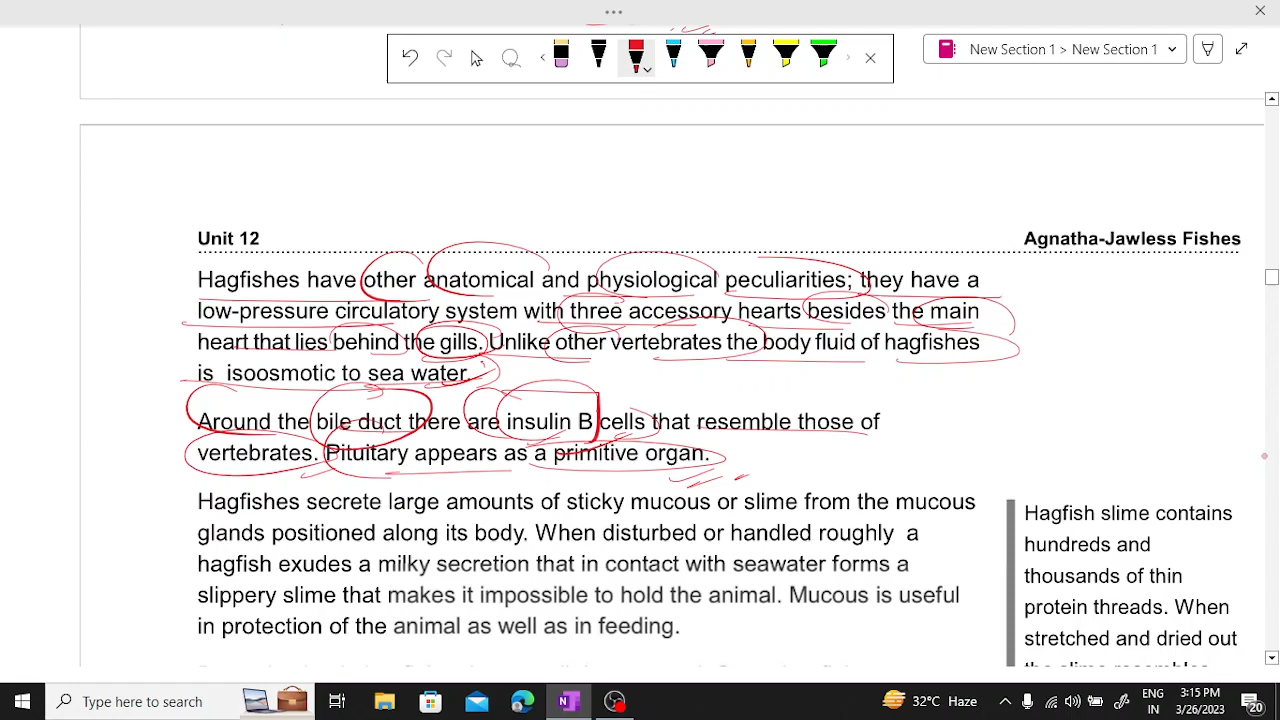 New Section 1 > New Section 1
Unit 12
Agnatha-Jawless Fishes
Hagfishes have other anatomical and physiological peculiarities; they have a
low-pressure circulatory system with three accessory hearts besides the main
heart that lies behind the gills. Unlike other vertebrates the body fluid of hagfishes
is isoosmotic to sea water.
Around the bile duct there are insulin B cells that resemble those of
vertebrates. Pituitary appears as a primitive organ.
Hagfishes secrete large amounts of sticky mucous or slime from the mucous
glands positioned along its body. When disturbed or handled roughly a
hagfish exudes a milky secretion that in contact with seawater forms a
slippery slime that makes it impossible to hold the animal. Mucous is useful
in protection of the animal as well as in feeding.
Hagfish slime contains
hundreds and
thousands of thin
protein threads. When
stretched and dried out
the slime resembles
Type here to search
32°C Haze
ENG
IN
3:15 PM
3/26/2023
20